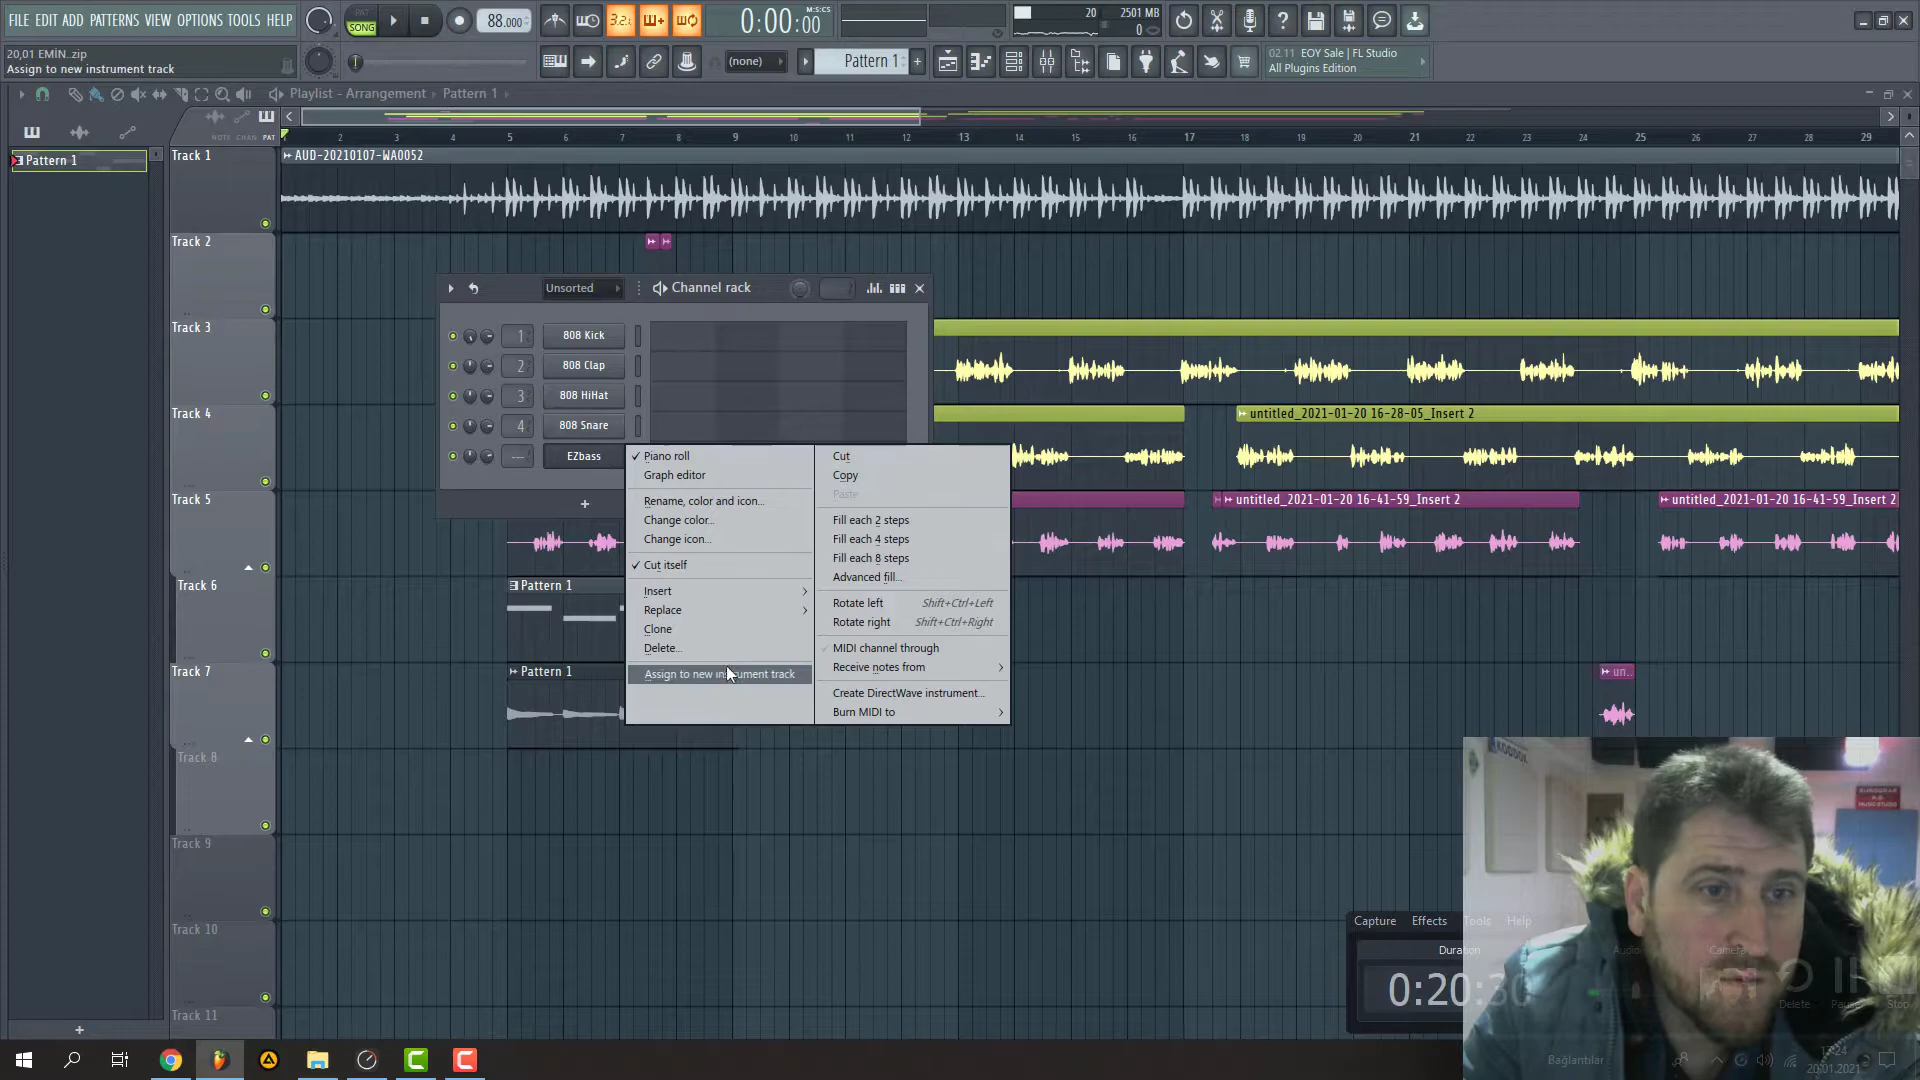 FILE EDIT ADD PATTERNS VIEW OPTIONS TOOLS HELP
PAT
SONG
88.000
3.2.
0:00:00
M:S:CS
20
2501 MB
0
20,01 EMİN..zip
Assign to new instrument track
(none)
Pattern 1
02.11 EOY Sale | FL Studio
All Plugins Edition
Playlist - Arrangement
Pattern 1
NOTE CHAN PAT
2 3 4 5 6 7 8 9 10 11 12 13 14 15 16 17 18 19 20 21 22 23 24 25 26 27 28 29
Pattern 1
Track 1
AUD-20210107-WA0052
Track 2
Unsorted
Channel rack
Track 3
1 808 Kick
2 808 Clap
3 808 HiHat
Track 4
untitled_2021-01-20 16-28-05_Insert 2
4 808 Snare
--- EZbass
Piano roll
Graph editor
Rename, color and icon...
Change color...
Change icon...
Cut itself
Insert
Replace
Clone
Delete...
Assign to new instrument track
Cut
Copy
Paste
Fill each 2 steps
Fill each 4 steps
Fill each 8 steps
Advanced fill...
Rotate left Shift+Ctrl+Left
Rotate right Shift+Ctrl+Right
MIDI channel through
Receive notes from
Create DirectWave instrument...
Burn MIDI to
Track 5
untitled_2021-01-20 16-41-59_Insert 2
untitled_2021-01-20 16-41-59_Insert 2
Track 6
Pattern 1
Track 7
Pattern 1
un..
Track 8
Track 9
Track 10
Track 11
Capture Effects Tools Help
Duration
Audio
0:20:30
Delete
Stop
Bağlantılar
17:24
20.01.2021